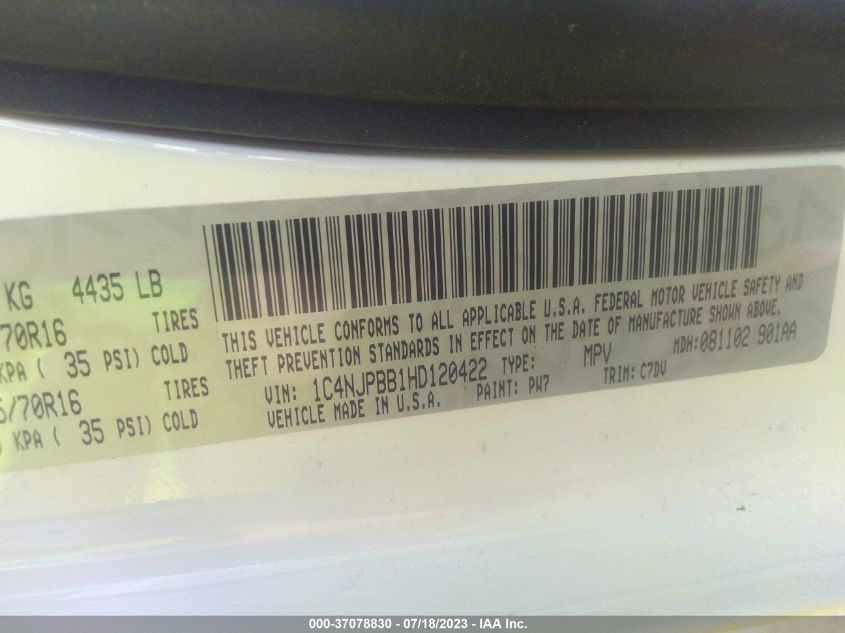 KG 4435 LB
/70R16 TIRES
KPA ( 35 PSI) COLD
/70R16 TIRES
KPA ( 35 PSI) COLD
THIS VEHICLE CONFORMS TO ALL APPLICABLE U.S.A. FEDERAL MOTOR VEHICLE SAFETY AND
THEFT PREVENTION STANDARDS IN EFFECT ON THE DATE OF MANUFACTURE SHOWN ABOVE.
VIN: 1C4NJPBB1HD120422 TYPE: MPV MDH:081102 901AA
VEHICLE MADE IN U.S.A. PAINT: PW7 TRIM: C7DV
000-37078830 - 07/18/2023 - IAA Inc.